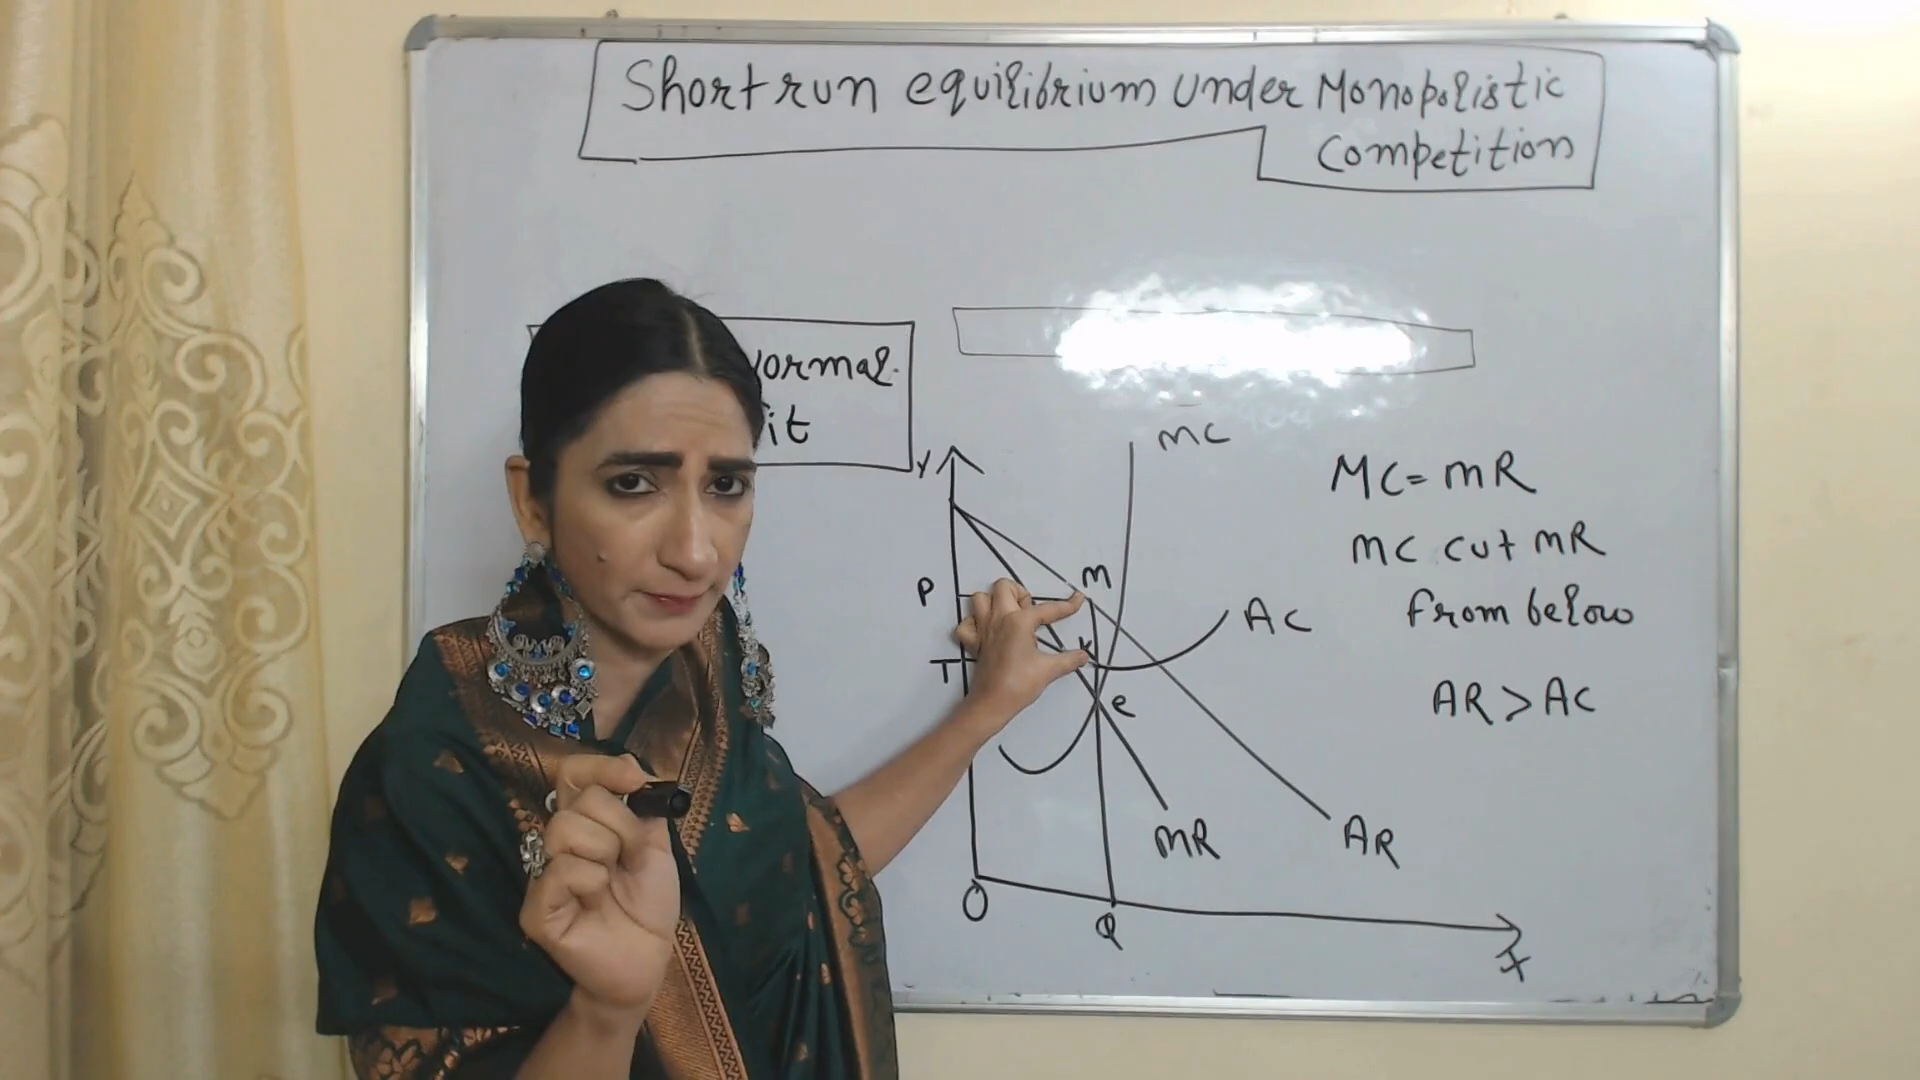 Short run equilibrium under Monopolistic
Competition
ormal
it
Y
MC
MC = MR
MC cut MR
From below
AR > AC
M
P
AC
K
T
e
MR
AR
O
Q
X